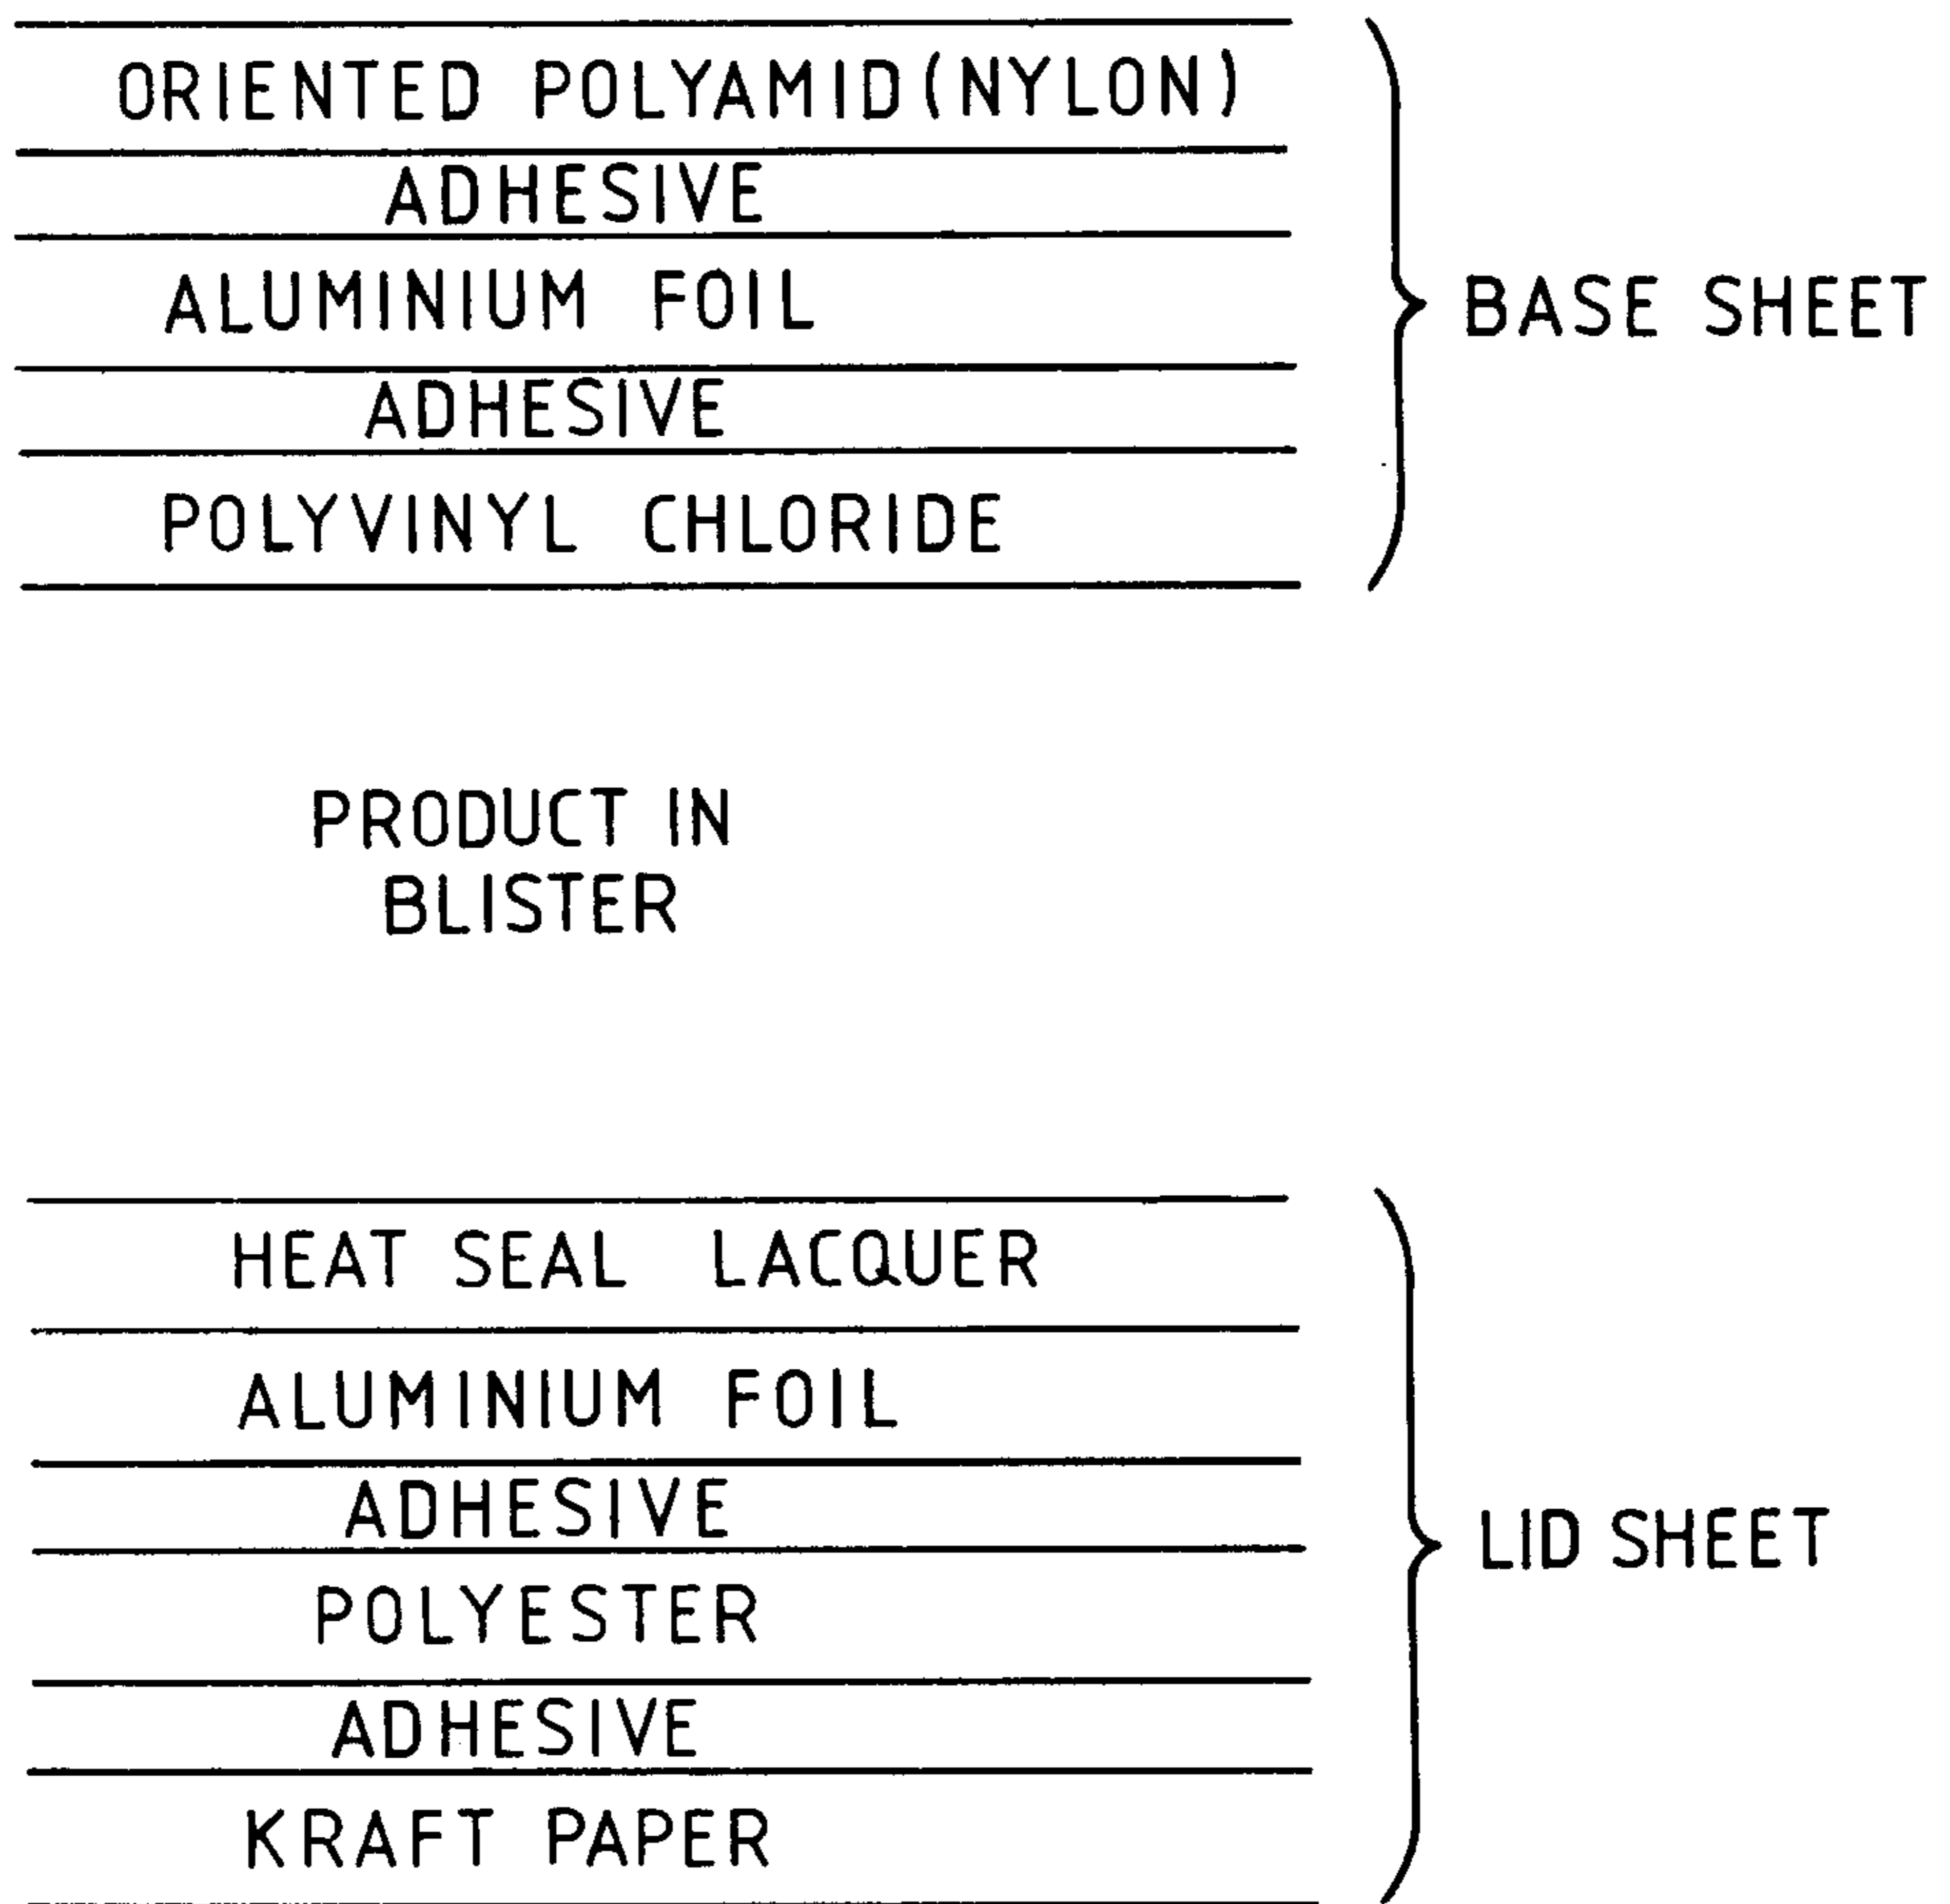 ORIENTED POLYAMID(NYLON)
ADHESIVE
ALUMINIUM FOIL
ADHESIVE
POLYVINYL CHLORIDE
BASE SHEET
PRODUCT IN
BLISTER
HEAT SEAL LACQUER
ALUMINIUM FOIL
ADHESIVE
POLYESTER
ADHESIVE
KRAFT PAPER
LID SHEET